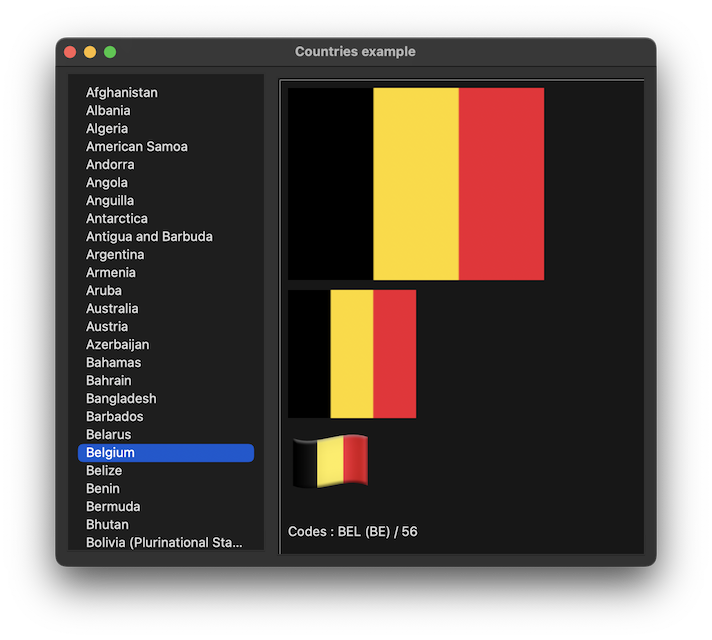 Countries example
Afghanistan
Albania
Algeria
American Samoa
Andorra
Angola
Anguilla
Antarctica
Antigua and Barbuda
Argentina
Armenia
Aruba
Australia
Austria
Azerbaijan
Bahamas
Bahrain
Bangladesh
Barbados
Belarus
Belgium
Belize
Benin
Bermuda
Bhutan
Bolivia (Plurinational Sta...
Codes : BEL (BE) / 56